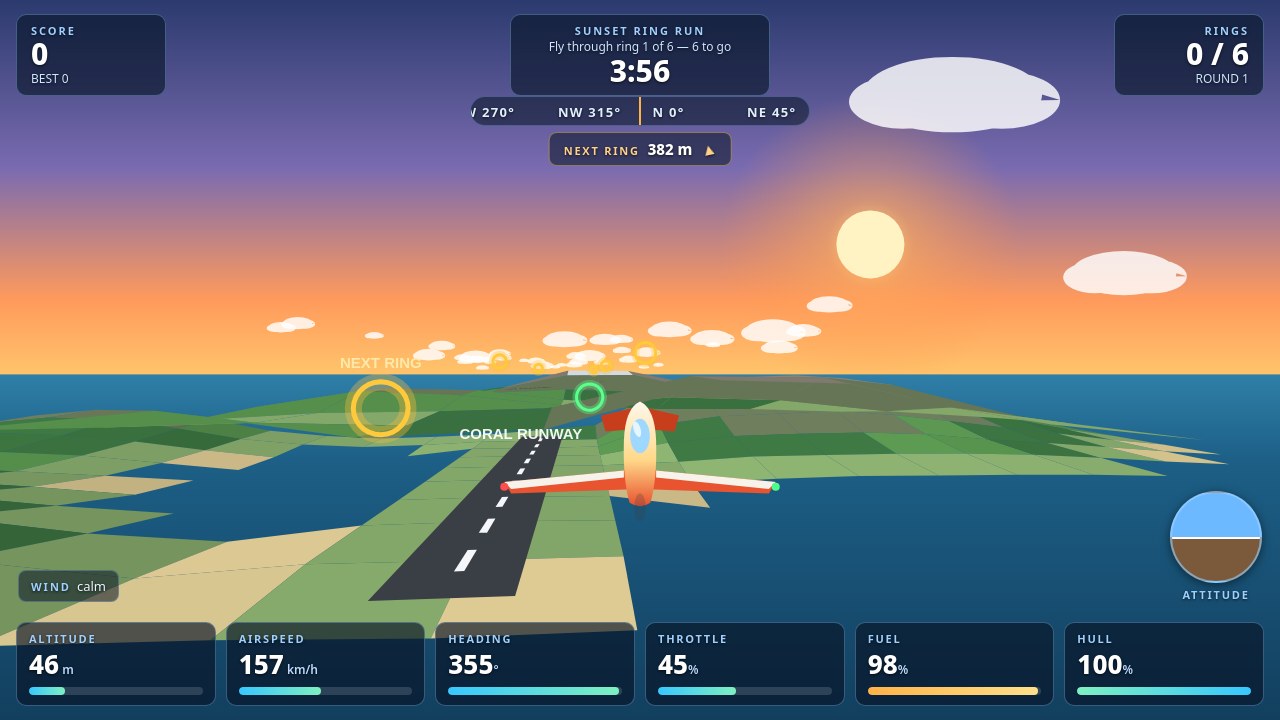 SCORE
0
BEST 0
SUNSET RING RUN
Fly through ring 1 of 6 — 6 to go
3:56
RINGS
0 / 6
ROUND 1
270° NW 315° N 0° NE 45°
NEXT RING 382 m
NEXT RING
CORAL RUNWAY
WIND calm
ATTITUDE
ALTITUDE
46 m
AIRSPEED
157 km/h
HEADING
355°
THROTTLE
45%
FUEL
98%
HULL
100%